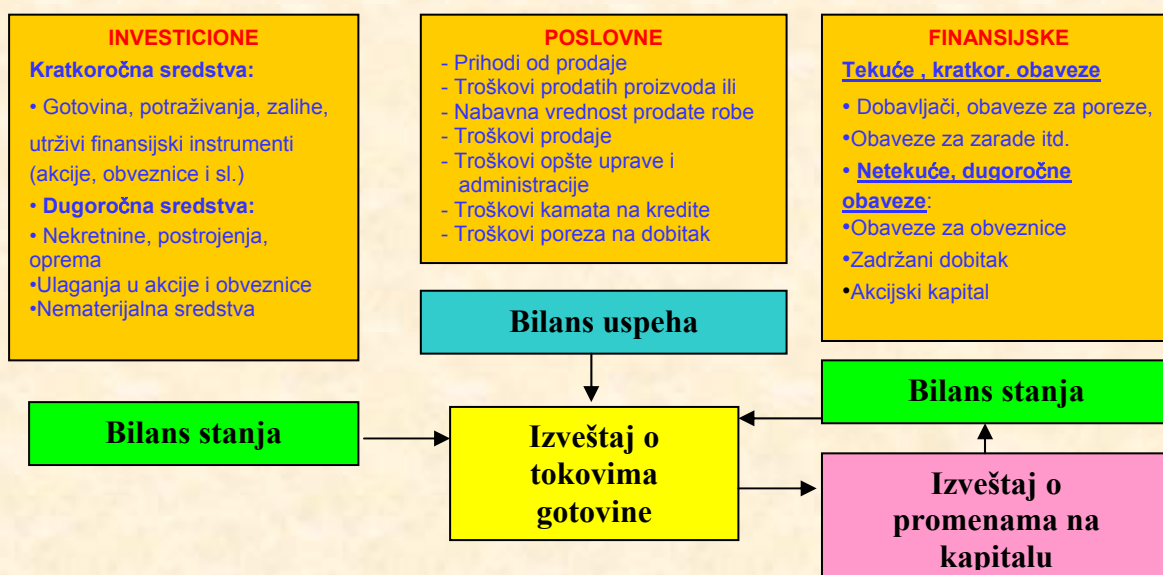 INVESTICIONE
Kratkoročna sredstva:
• Gotovina, potraživanja, zalihe,
utrživi finansijski instrumenti
(akcije, obveznice i sl.)
• Dugoročna sredstva:
• Nekretnine, postrojenja,
oprema
•Ulaganja u akcije i obveznice
•Nematerijalna sredstva
POSLOVNE
- Prihodi od prodaje
- Troškovi prodatih proizvoda ili
- Nabavna vrednost prodate robe
- Troškovi prodaje
- Troškovi opšte uprave i
administracije
- Troškovi kamata na kredite
- Troškovi poreza na dobitak
FINANSIJSKE
Tekuće , kratkor. obaveze
• Dobavljači, obaveze za poreze,
•Obaveze za zarade itd.
• Netekuće, dugoročne
obaveze:
•Obaveze za obveznice
•Zadržani dobitak
•Akcijski kapital
Bilans uspeha
Bilans stanja
Bilans stanja
Izveštaj o
tokovima
gotovine
Izveštaj o
promenama na
kapitalu